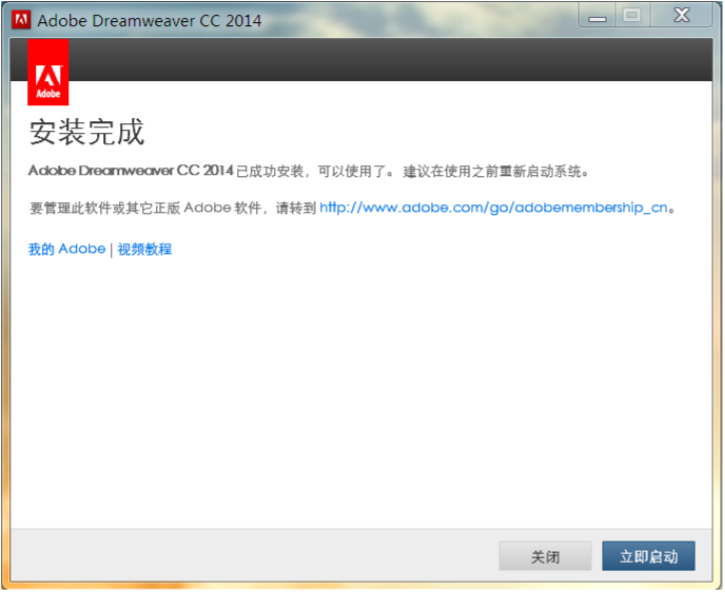 Adobe Dreamweaver CC 2014
Adobe
安装完成
Adobe Dreamweaver CC 2014 已成功安装，可以使用了。 建议在使用之前重新启动系统。
要管理此软件或其它正版 Adobe 软件，请转到 http://www.adobe.com/go/adobemembership_cn。
我的 Adobe | 视频教程
关闭 立即启动